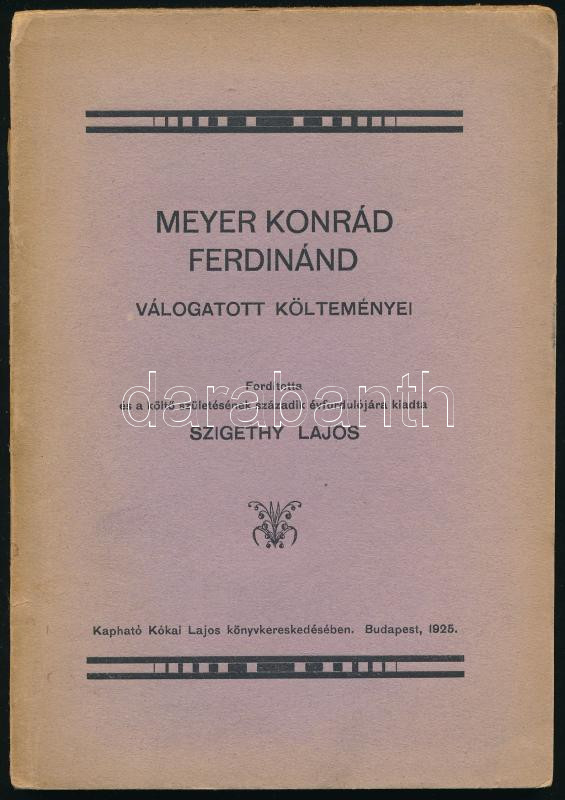 MEYER KONRÁD
FERDINÁND
VÁLOGATOTT KÖLTEMÉNYEI
Fordította
és a költő születésének századik évfordulójára kiadta
darabanth
SZIGETHY LAJOS
Kapható Kókai Lajos könyvkereskedésében. Budapest, 1925.